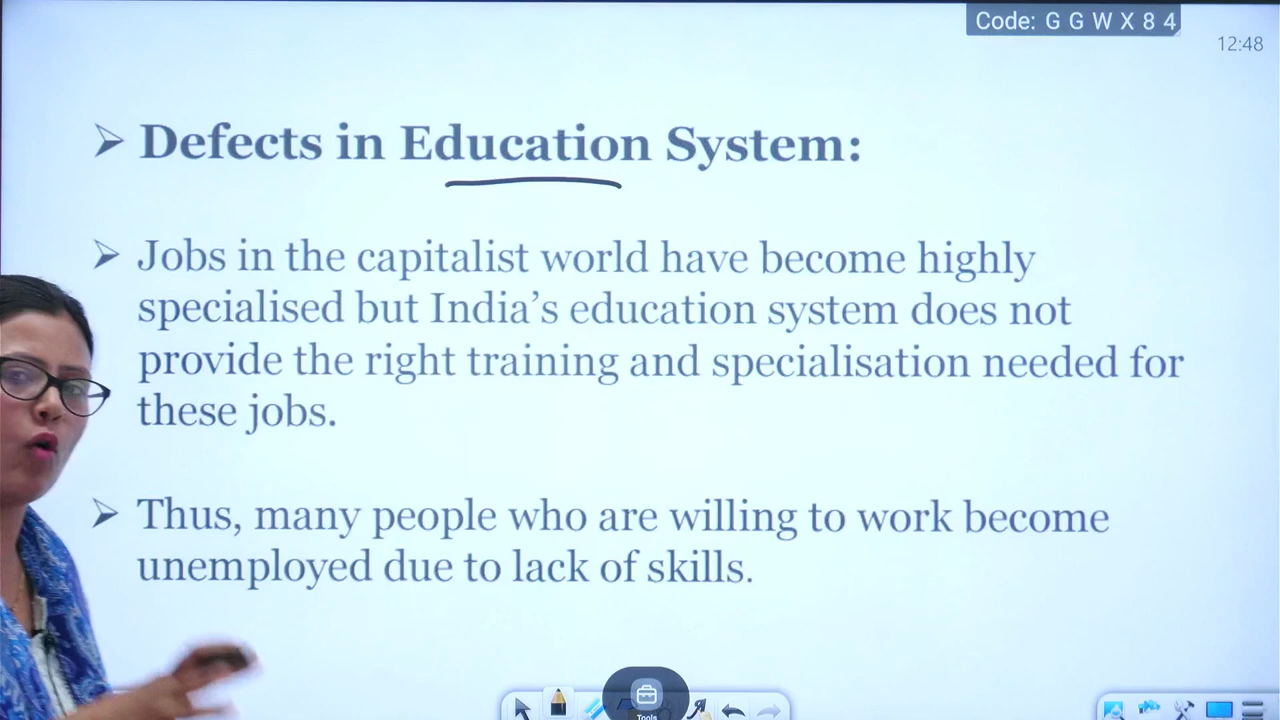 Code: G G W X 8 4
12:48
➢ Defects in Education System:
➢ Jobs in the capitalist world have become highly
specialised but India’s education system does not
provide the right training and specialisation needed for
these jobs.
➢ Thus, many people who are willing to work become
unemployed due to lack of skills.
Tools